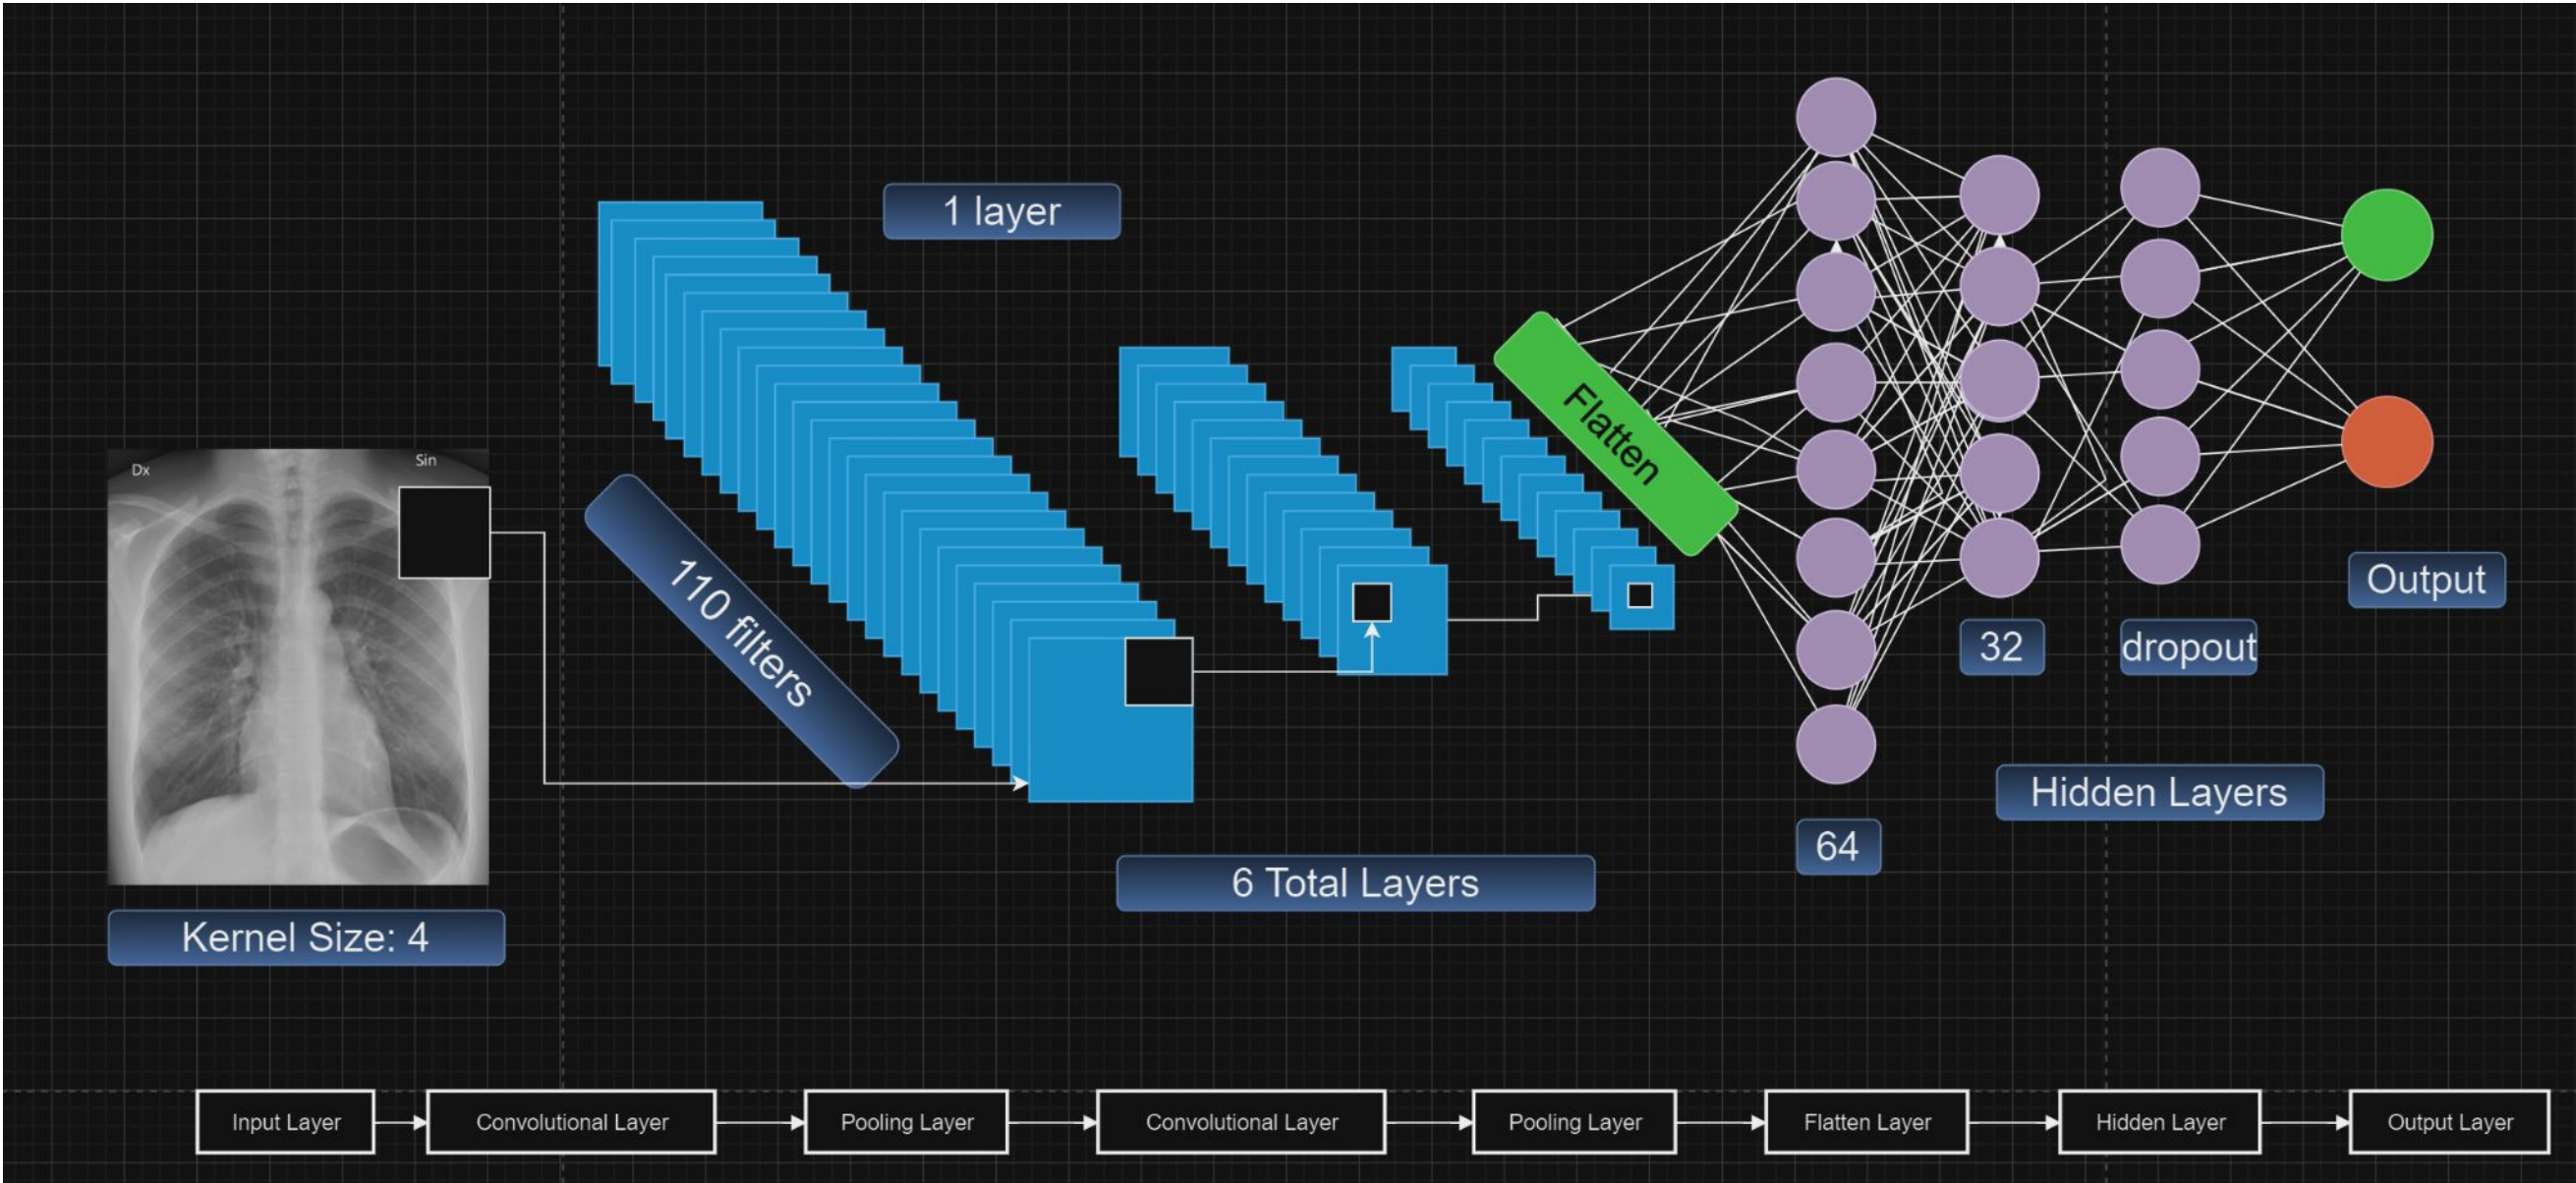 1 layer
Dx
Sin
110 filters
Flatten
Kernel Size: 4
6 Total Layers
64
32
dropout
Hidden Layers
Output
Input Layer
Convolutional Layer
Pooling Layer
Convolutional Layer
Pooling Layer
Flatten Layer
Hidden Layer
Output Layer